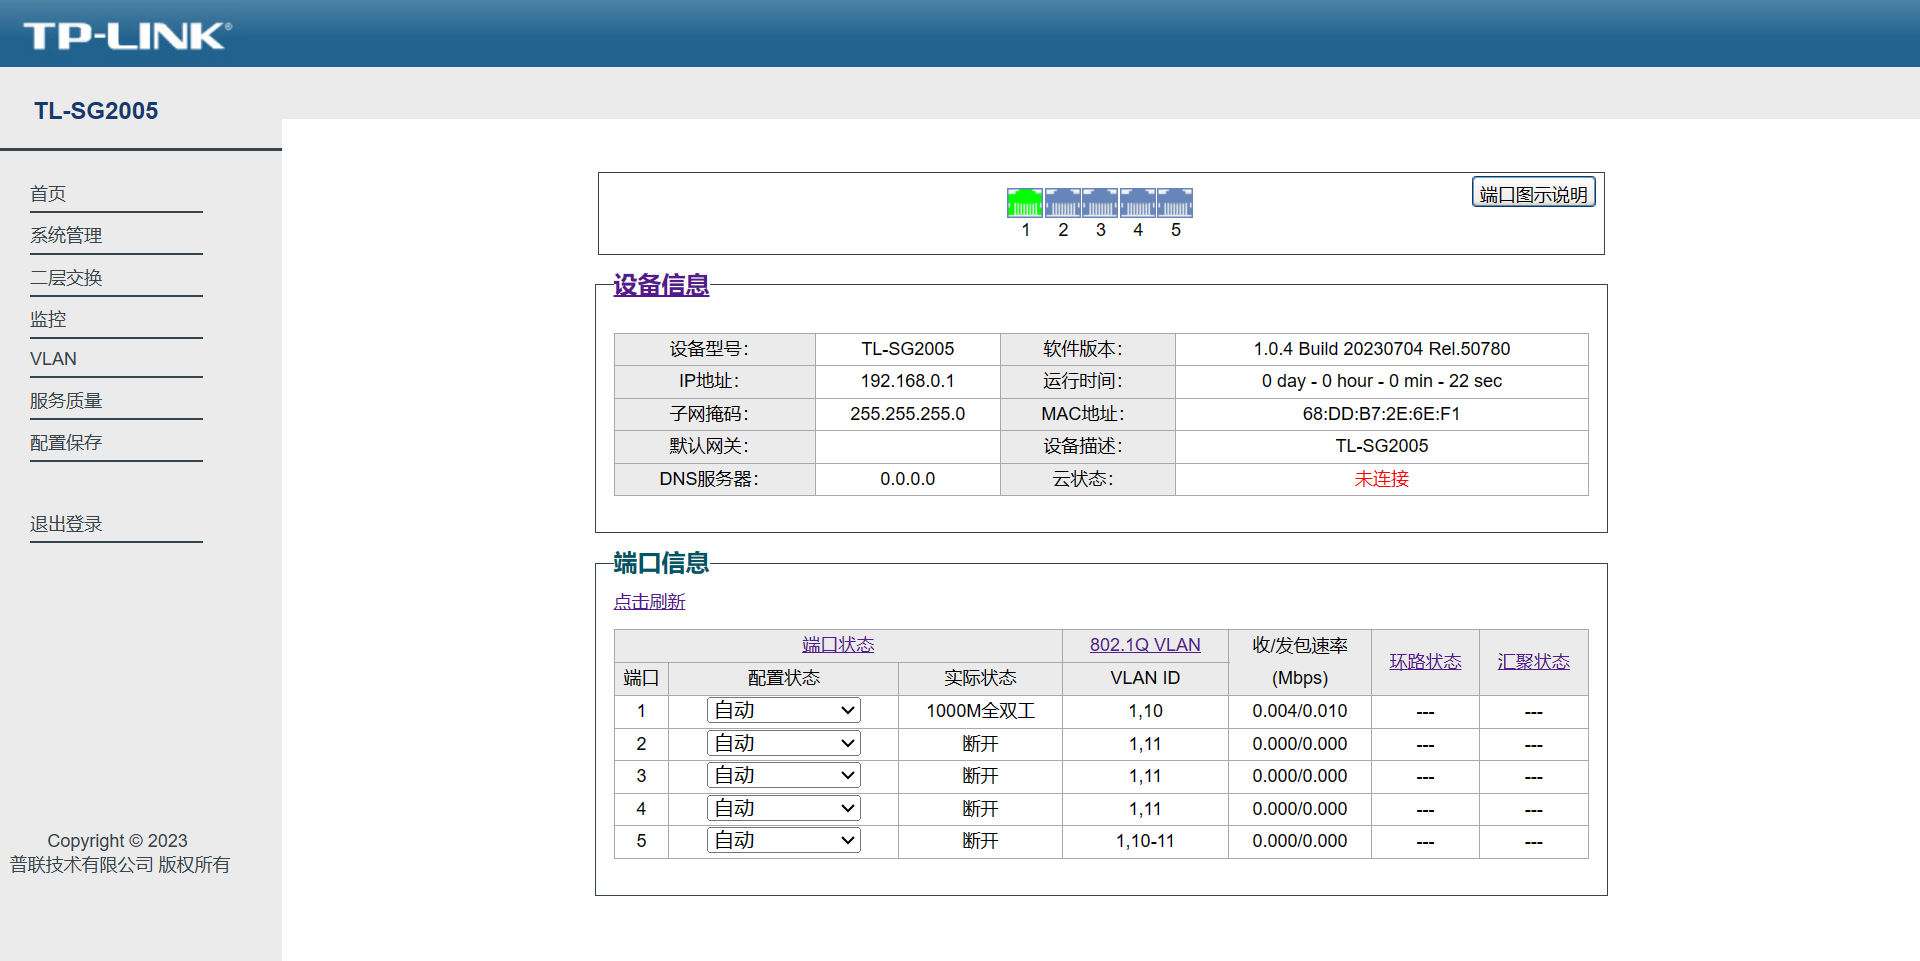 TP-LINK®
TL-SG2005
首页
系统管理
二层交换
监控
VLAN
服务质量
配置保存
退出登录
Copyright © 2023
普联技术有限公司 版权所有
1 2 3 4 5
端口图示说明
设备信息
设备型号： TL-SG2005 软件版本： 1.0.4 Build 20230704 Rel.50780
IP地址： 192.168.0.1 运行时间： 0 day - 0 hour - 0 min - 22 sec
子网掩码： 255.255.255.0 MAC地址： 68:DD:B7:2E:6E:F1
默认网关： 设备描述： TL-SG2005
DNS服务器： 0.0.0.0 云状态： 未连接
端口信息
点击刷新
端口状态 802.1Q VLAN 收/发包速率 环路状态 汇聚状态
端口 配置状态 实际状态 VLAN ID (Mbps)
1 自动 1000M全双工 1,10 0.004/0.010 --- ---
2 自动 断开 1,11 0.000/0.000 --- ---
3 自动 断开 1,11 0.000/0.000 --- ---
4 自动 断开 1,11 0.000/0.000 --- ---
5 自动 断开 1,10-11 0.000/0.000 --- ---